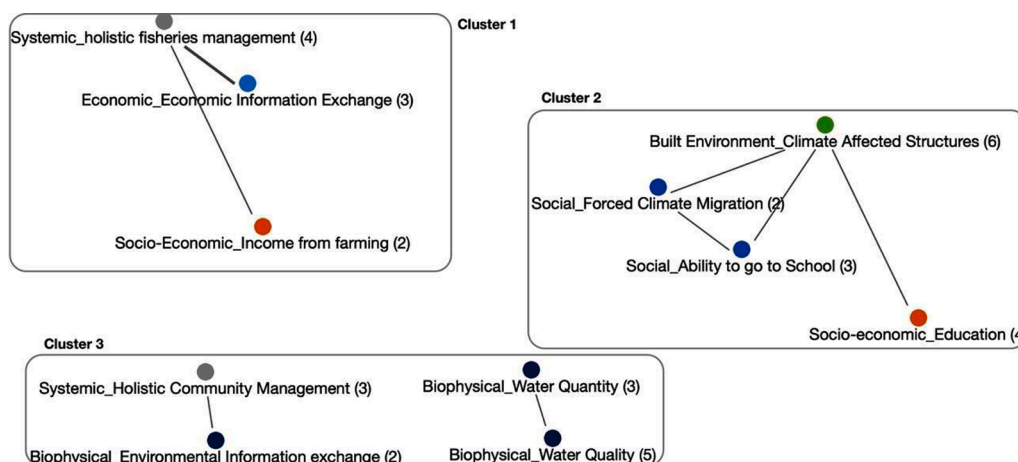 Cluster 1
Systemic_holistic fisheries management (4)
Economic_Economic Information Exchange (3)
Socio-Economic_Income from farming (2)
Cluster 2
Built Environment_Climate Affected Structures (6)
Social_Forced Climate Migration (2)
Social_Ability to go to School (3)
Socio-economic_Education (4
Cluster 3
Systemic_Holistic Community Management (3)
Biophysical_Environmental Information exchange (2)
Biophysical_Water Quantity (3)
Biophysical_Water Quality (5)